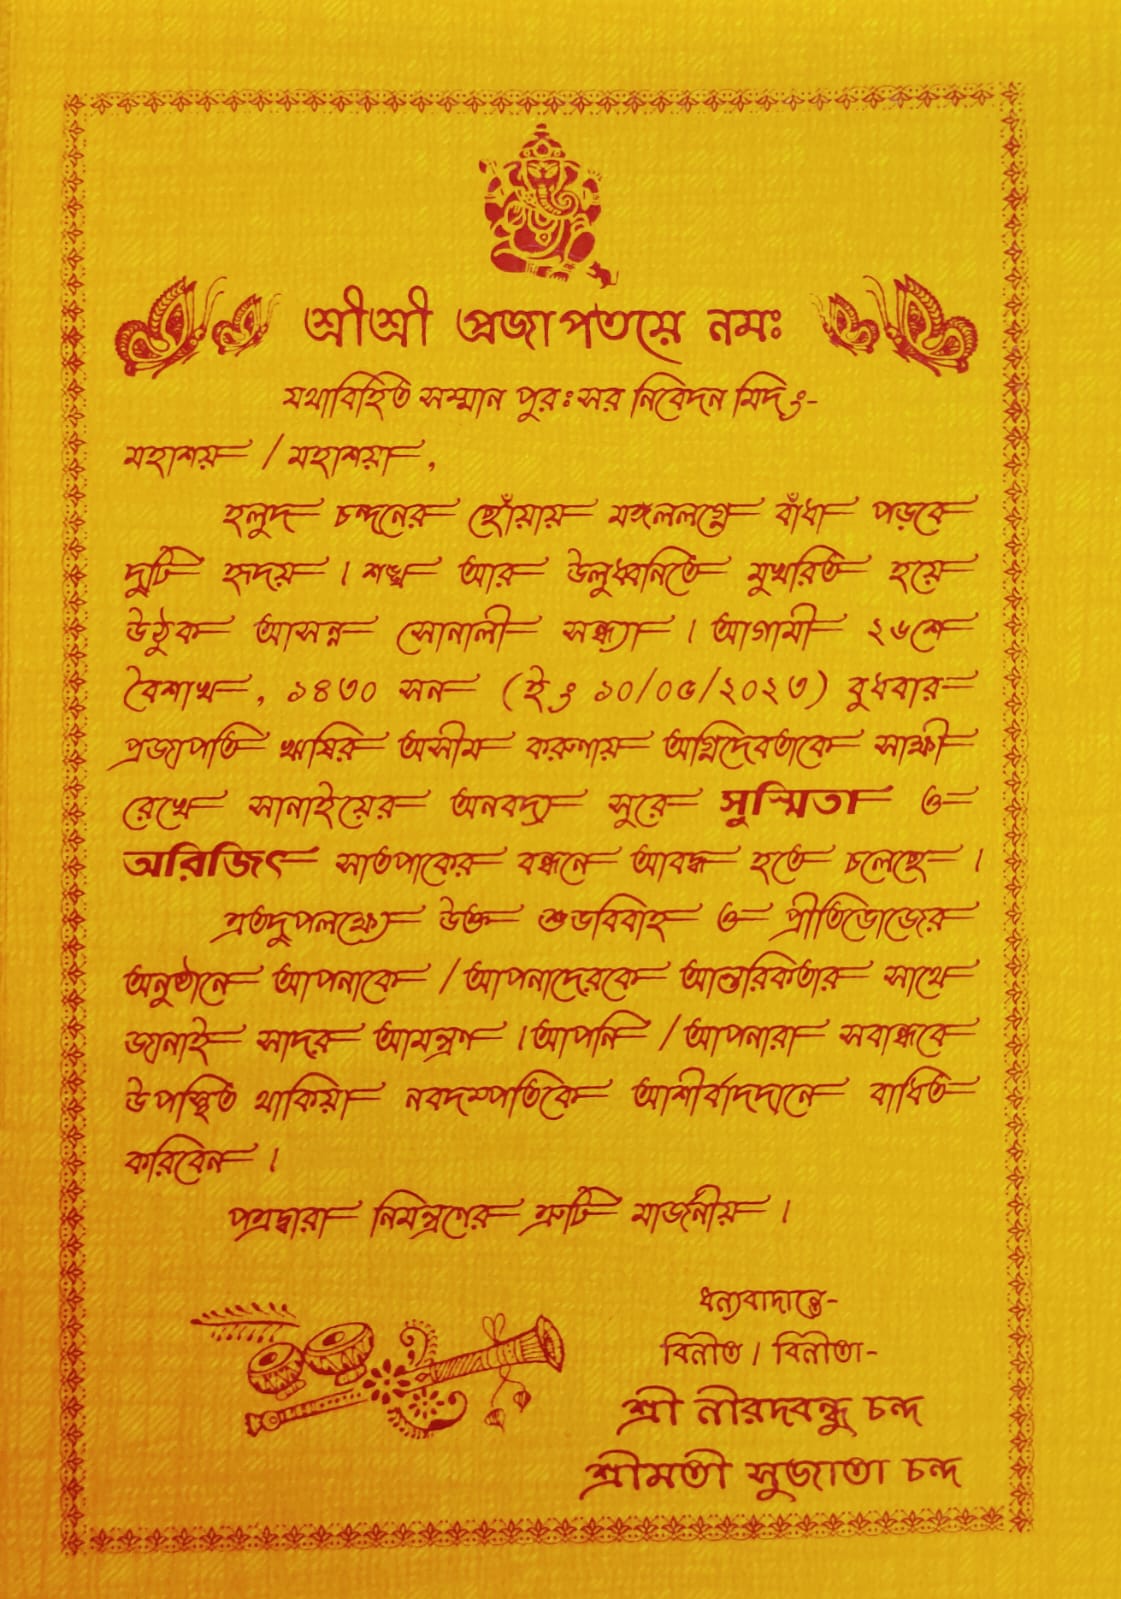 শ্রীশ্রী প্রজাপতয়ে নমঃ
যথাবিহিত সম্মান পুরঃসর নিবেদন মিদং-
মহাশয় / মহাশয়া,
হলুদ চন্দনের ছোঁয়ায় মঙ্গললগ্নে বাঁধা পড়বে
দুটি হৃদয় । শঙ্খ আর উলুধ্বনিতে মুখরিত হয়ে
উঠুক আসন্ন সোনালী সন্ধ্যা । আগামী ২৬শে
বৈশাখ, ১৪৩০ সন (ইং ১০/০৫/২০২৩) বুধবার
প্রজাপতি ঋষির অসীম করুণায় অগ্নিদেবতাকে সাক্ষী
রেখে সানাইয়ের অনবদ্য সুরে সুস্মিতা ও
অরিজিৎ সাতপাকের বন্ধনে আবদ্ধ হতে চলেছে ।
এতদুপলক্ষ্যে উক্ত শুভবিবাহ ও প্রীতিভোজের
অনুষ্ঠানে আপনাকে / আপনাদেরকে আন্তরিকতার সাথে
জানাই সাদর আমন্ত্রণ । আপনি / আপনারা সবান্ধবে
উপস্থিত থাকিয়া নবদম্পতিকে আশীর্বাদদানে বাধিত
করিবেন ।
পত্রদ্বারা নিমন্ত্রণের ত্রুটি মার্জনীয় ।
ধন্যবাদান্তে-
বিনীত / বিনীতা-
শ্রী নীরদবন্ধু চন্দ
শ্রীমতী সুজাতা চন্দ